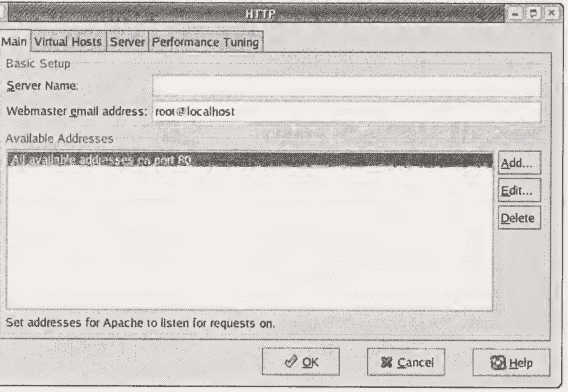 HTTP
Main Virtual Hosts Server Performance Tuning
Basic Setup
Server Name:
Webmaster email address: root@localhost
Available Addresses
All available addresses on port 80
Add...
Edit...
Delete
Set addresses for Apache to listen for requests on.
OK Cancel Help